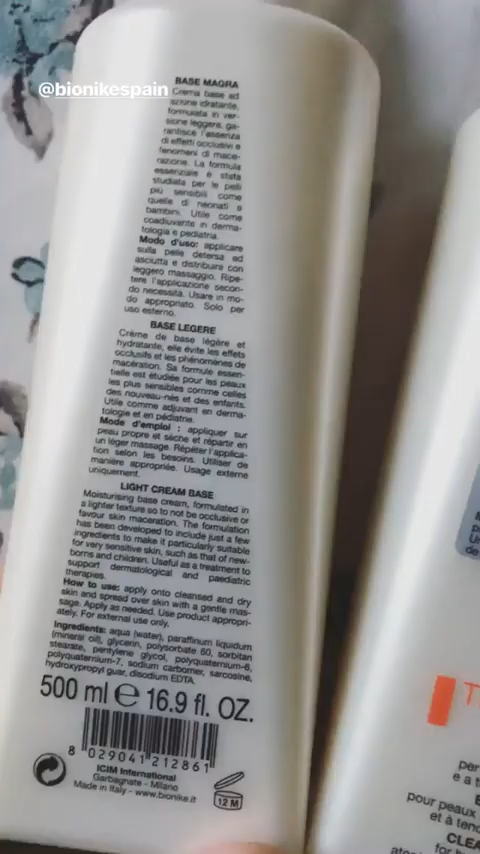 @bionikespain
BASE MAGRA
Crema base ad
azione idratante,
formulata in ver-
sione leggera, ga-
rantisce l'assenza
di effetti occlusivi e
fenomeni di mace-
razione. La formula
essenziale è stata
studiata per le pelli
più sensibili come
quelle di neonati e
bambini. Utile come
coadiuvante in derma-
tologia e pediatria.
Modo d'uso: applicare
sulla pelle detersa ed
asciutta e distribuire con
leggero massaggio. Ripe-
tere l'applicazione secon-
do necessità. Usare in mo-
do appropriato. Solo per
uso esterno.
BASE LEGERE
Crème de base légère et
hydratante, elle évite les effets
occlusifs et les phénomènes de
macération. Sa formule essen-
tielle est étudiée pour les peaux
les plus sensibles comme celles
des nouveau-nés et des enfants.
Utile comme adjuvant en derma-
tologie et en pédiatrie.
Mode d'emploi : appliquer sur
peau propre et sèche et répartir en
un léger massage. Répéter l'applica-
tion selon les besoins. Utiliser de
manière appropriée. Usage externe
uniquement.
LIGHT CREAM BASE
Moisturising base cream, formulated in
a lighter texture so to not be occlusive or
favour skin maceration. The formulation
has been developed to include just a few
ingredients to make it particularly suitable
for very sensitive skin, such as that of new-
borns and children. Useful as a treatment to
support dermatological and paediatric
therapies.
How to use: apply onto cleansed and dry
skin and spread over skin with a gentle mas-
sage. Apply as needed. Use product appropri-
ately. For external use only.
Ingredients: aqua (water), paraffinum liquidum
(mineral oil), glycerin, polysorbate 60, sorbitan
stearate, pentylene glycol, polyquaternium-6,
polyquaternium-7, sodium carbomer, sarcosine,
hydroxypropyl guar, disodium EDTA.
500 ml e 16.9 fl. OZ.
8 029041 212861
ICIM International
Garbagnate - Milano
Made in Italy - www.bionike.it
12 M
T
per
e a t
pour peaux
et à ten
CLEA
for